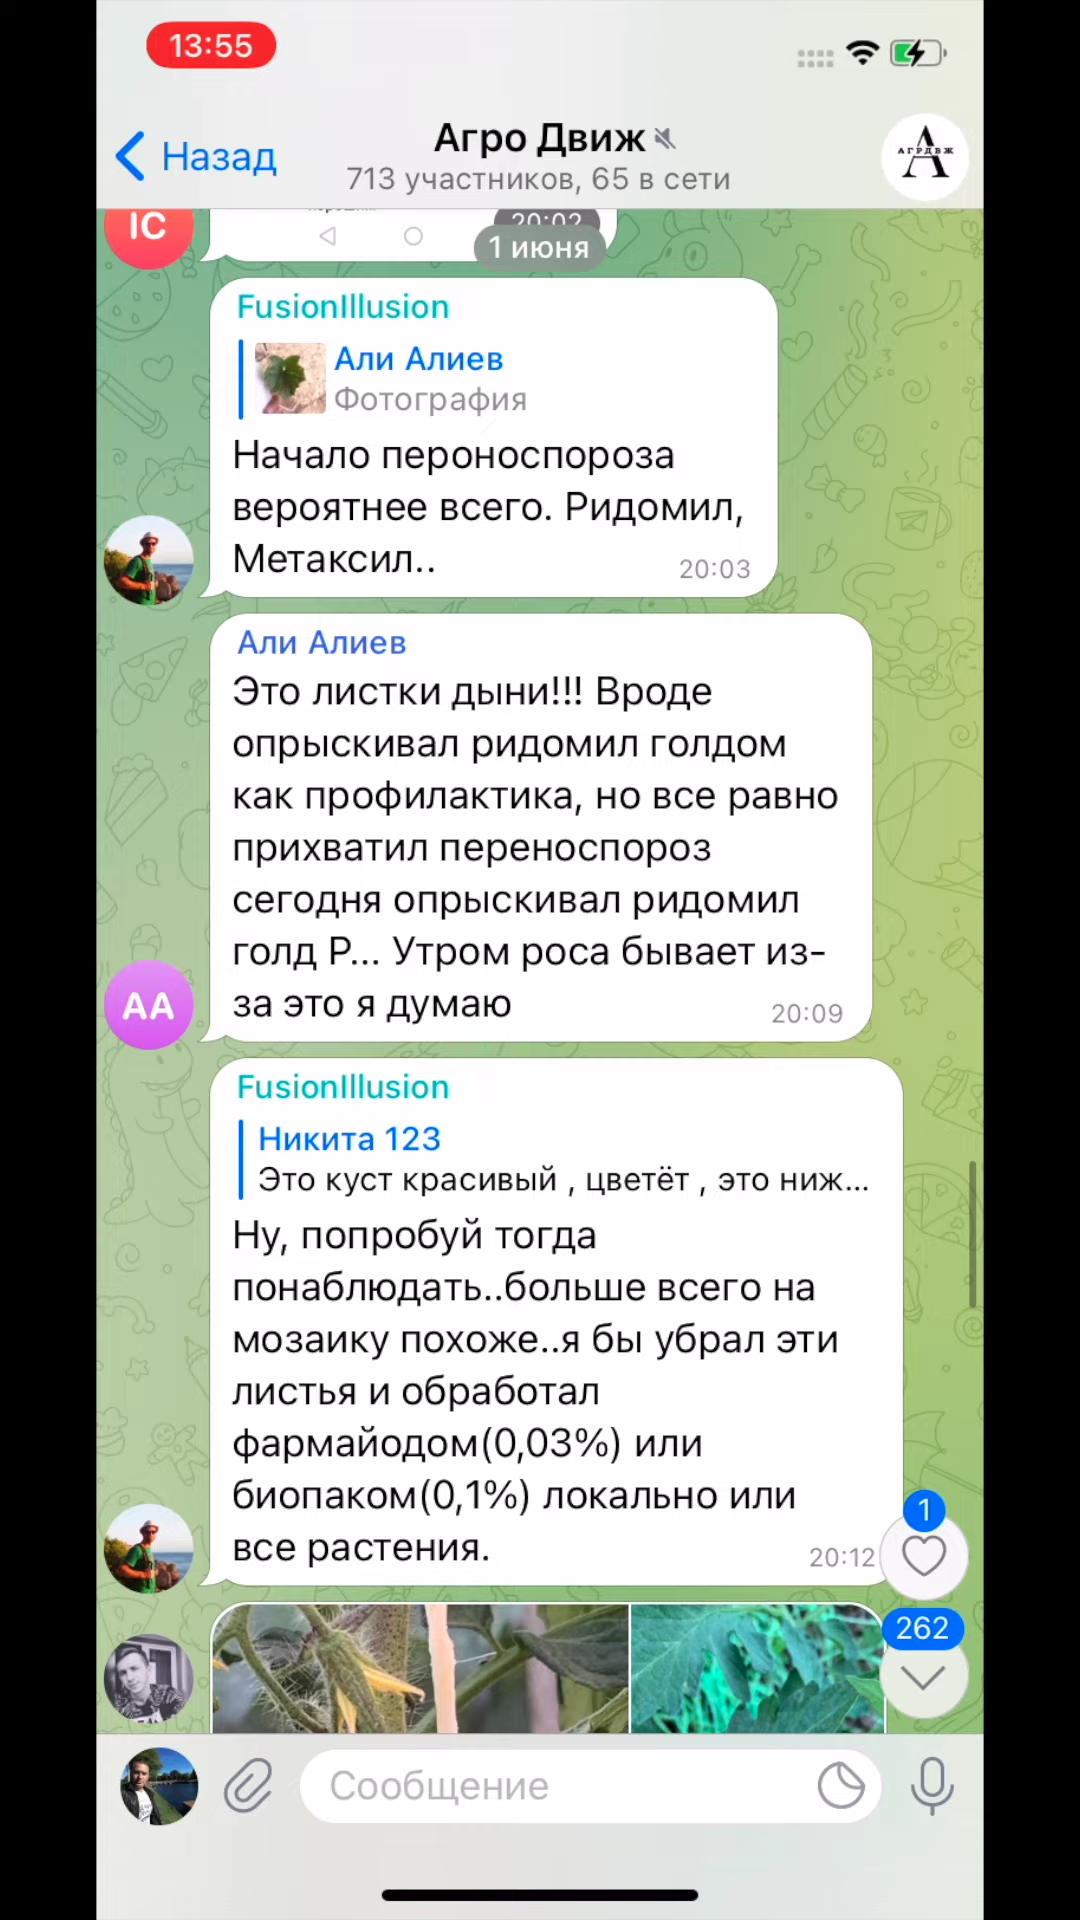 13:55
Назад
Агро Движ
713 участников, 65 в сети
АГРДВЖ
IC
20:02
1 июня
FusionIllusion
Али Алиев
Фотография
Начало пероноспороза
вероятнее всего. Ридомил,
Метаксил..
20:03
Али Алиев
Это листки дыни!!! Вроде
опрыскивал ридомил голдом
как профилактика, но все равно
прихватил переноспороз
сегодня опрыскивал ридомил
голд Р... Утром роса бывает из-
за это я думаю
20:09
АА
FusionIllusion
Никита 123
Это куст красивый , цветёт , это ниж...
Ну, попробуй тогда
понаблюдать..больше всего на
мозаику похоже..я бы убрал эти
листья и обработал
фармайодом(0,03%) или
биопаком(0,1%) локально или
все растения.
20:12
1
262
Сообщение